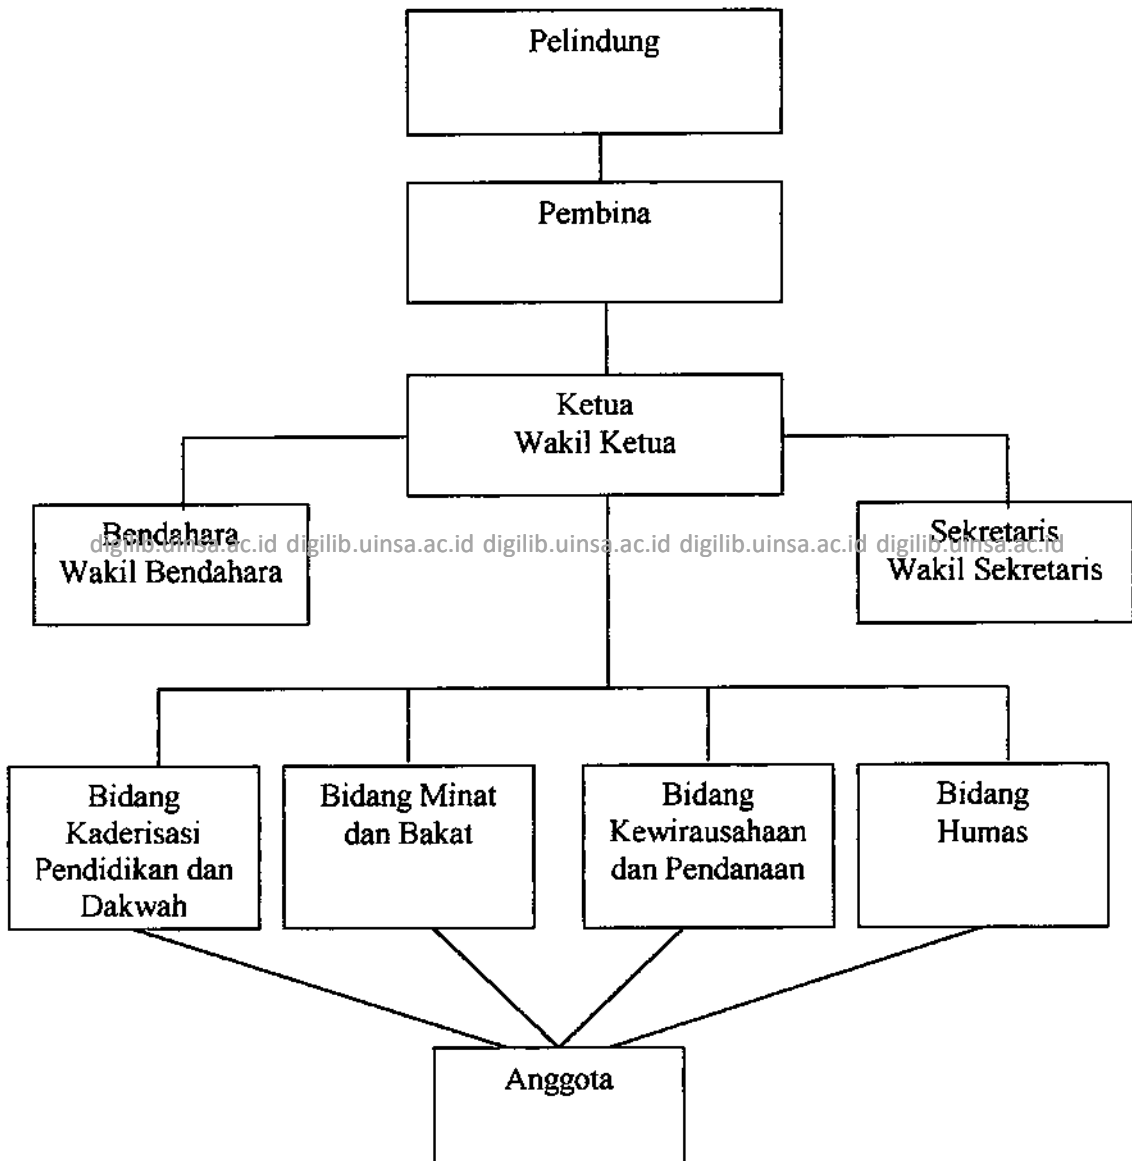 Pelindung
Pembina
Ketua
Wakil Ketua
Bendahara
Wakil Bendahara
Sekretaris
Wakil Sekretaris
digilib.uinsa.ac.id digilib.uinsa.ac.id digilib.uinsa.ac.id digilib.uinsa.ac.id digilib.uinsa.ac.id
Bidang
Kaderisasi
Pendidikan dan
Dakwah
Bidang Minat
dan Bakat
Bidang
Kewirausahaan
dan Pendanaan
Bidang
Humas
Anggota